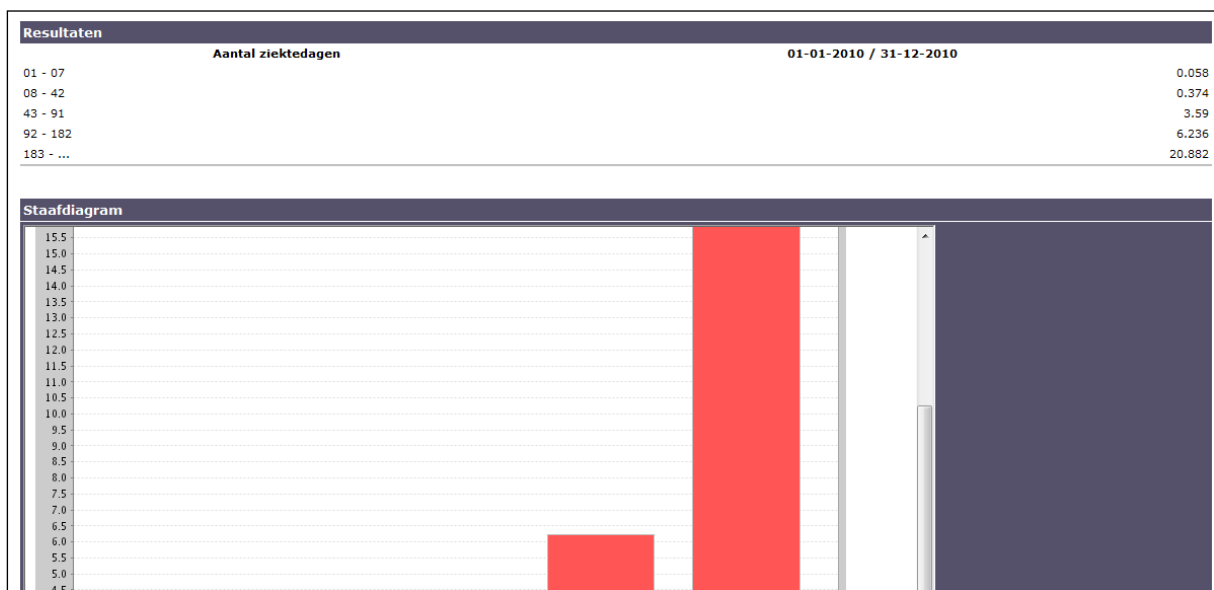 Resultaten
Aantal ziektedagen 01-01-2010 / 31-12-2010
01 - 07 0.058
08 - 42 0.374
43 - 91 3.59
92 - 182 6.236
183 - ... 20.882
Staafdiagram
15.5
15.0
14.5
14.0
13.5
13.0
12.5
12.0
11.5
11.0
10.5
10.0
9.5
9.0
8.5
8.0
7.5
7.0
6.5
6.0
5.5
5.0
4.5